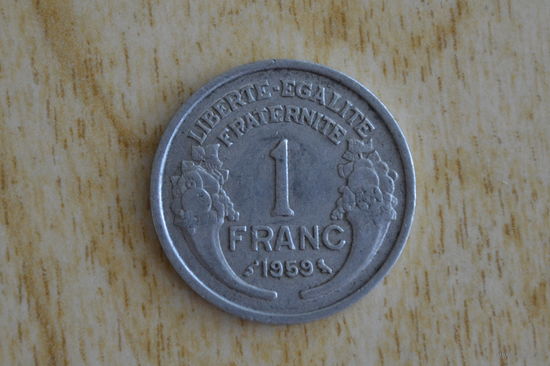 LIBERTE-EGALITE
FRATERNITE
1
FRANC
1959